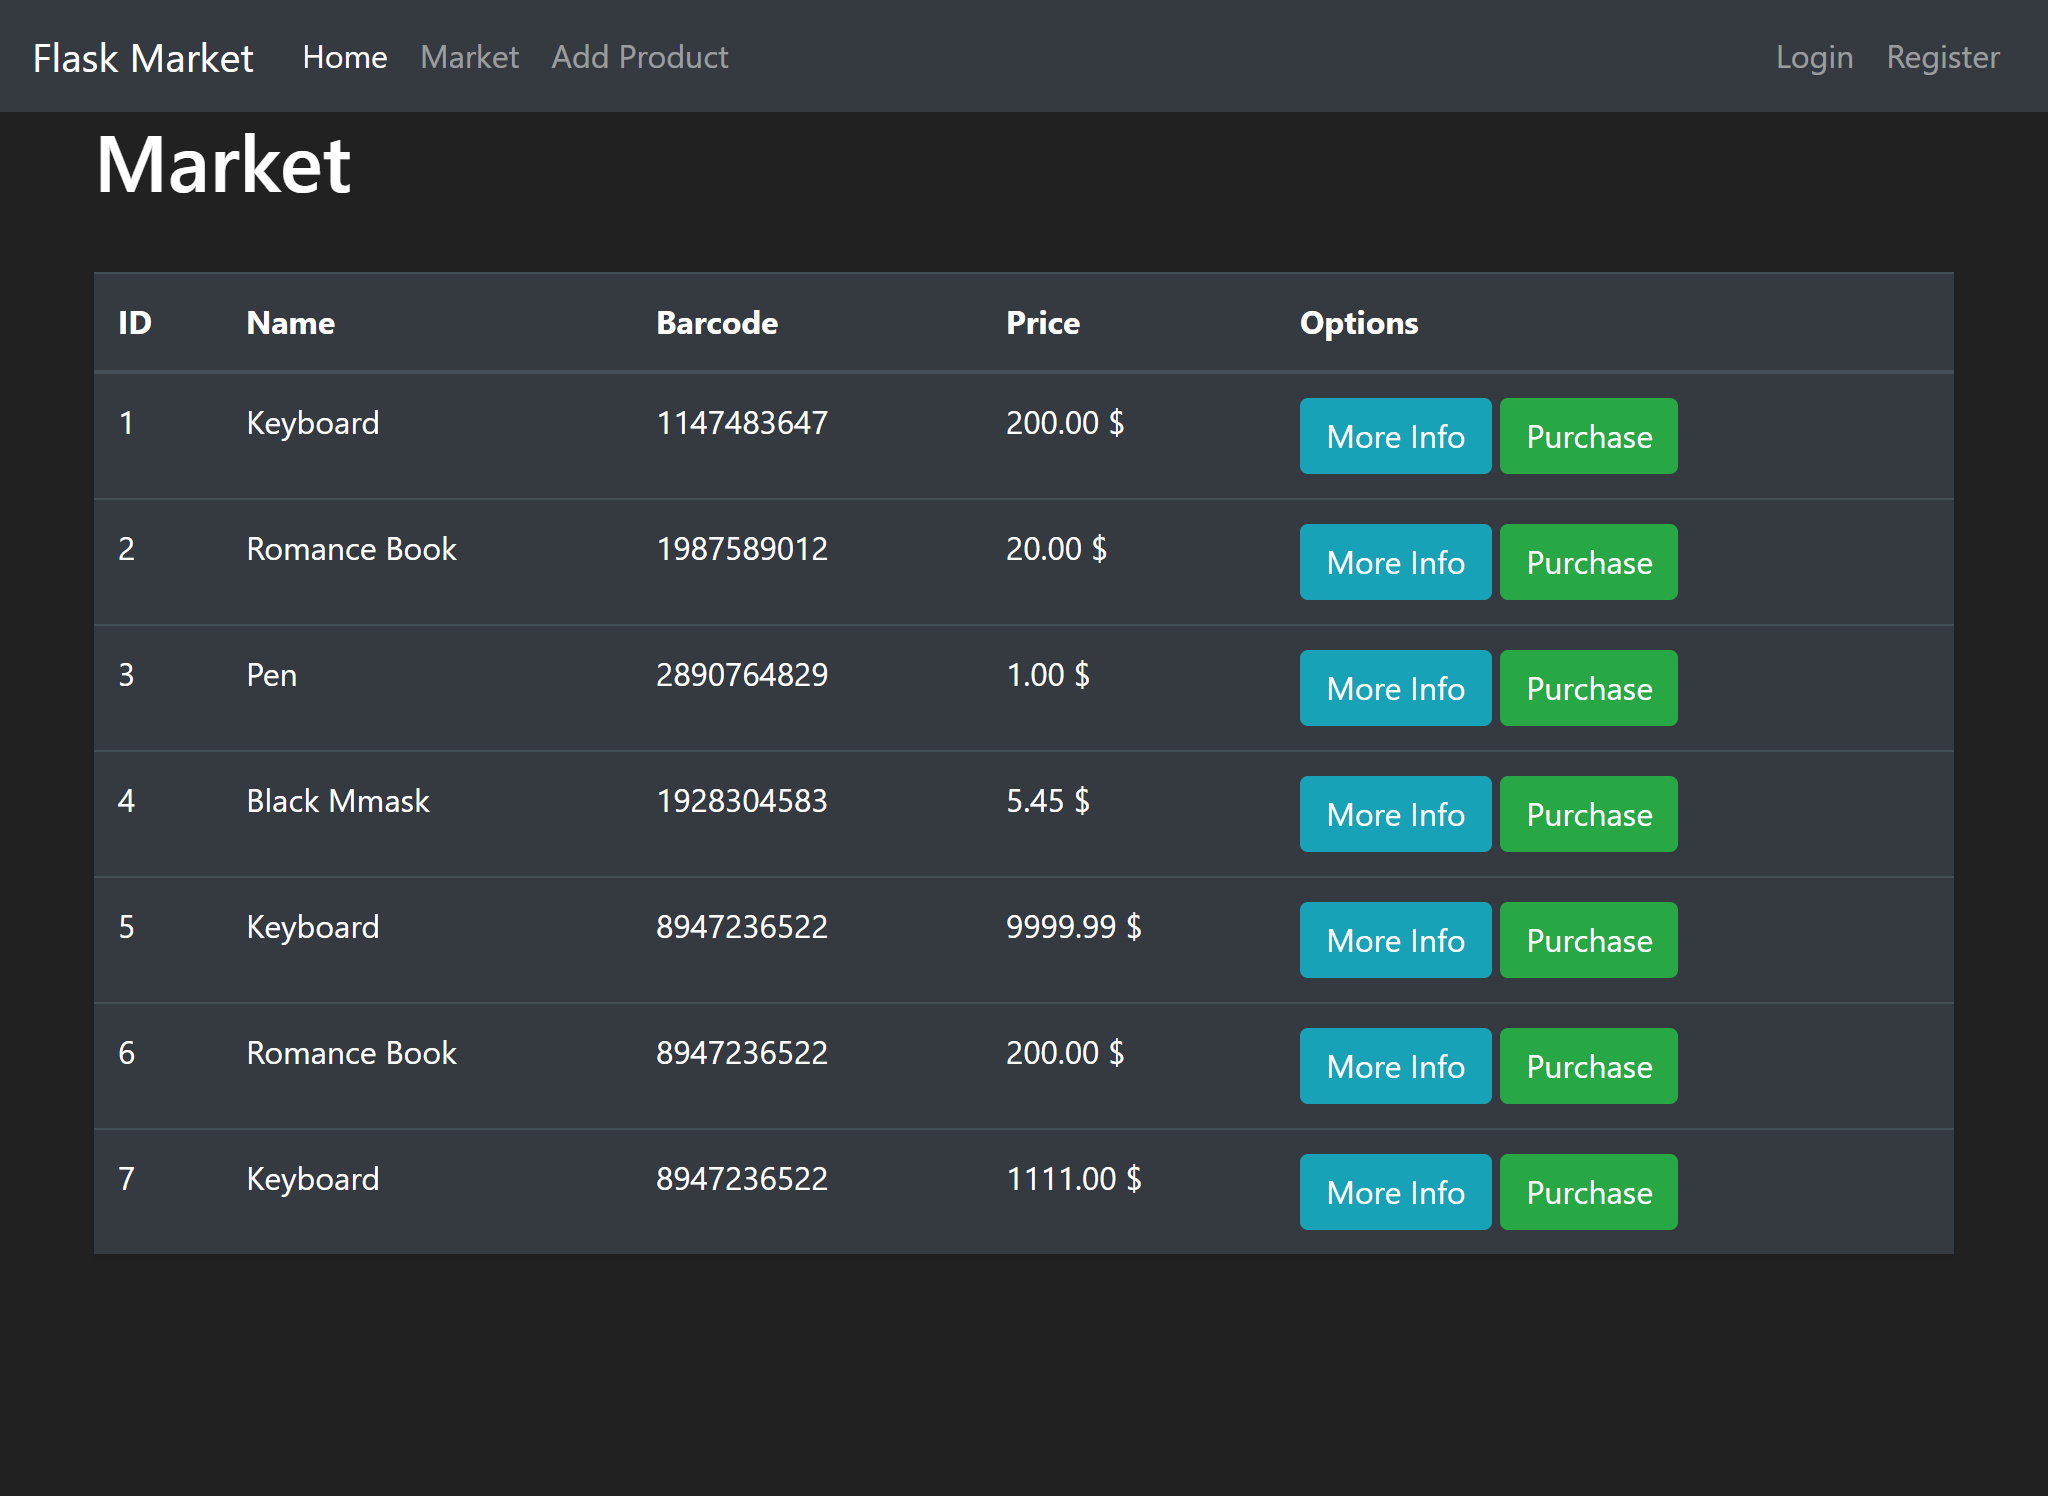 Flask Market Home Market Add Product Login Register
Market
ID Name Barcode Price Options
1 Keyboard 1147483647 200.00 $ More Info Purchase
2 Romance Book 1987589012 20.00 $ More Info Purchase
3 Pen 2890764829 1.00 $ More Info Purchase
4 Black Mmask 1928304583 5.45 $ More Info Purchase
5 Keyboard 8947236522 9999.99 $ More Info Purchase
6 Romance Book 8947236522 200.00 $ More Info Purchase
7 Keyboard 8947236522 1111.00 $ More Info Purchase